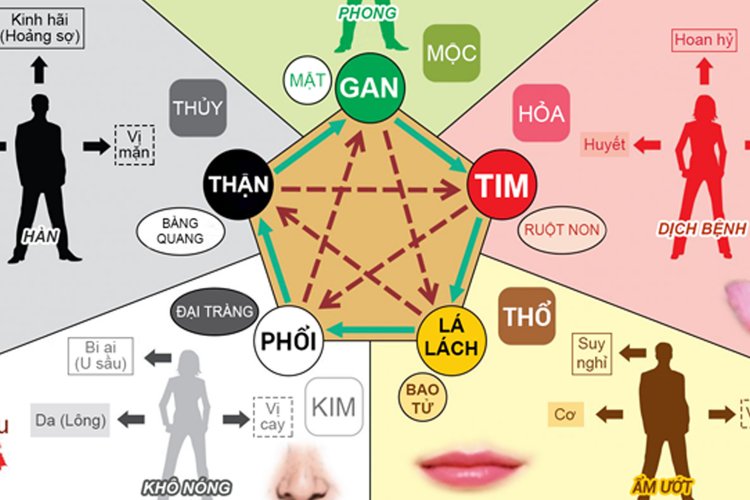 Kinh hãi
(Hoảng sợ)
THỦY
Vị
mặn
HÀN
PHONG
MỘC
MẬT
GAN
HỎA
Hoan hỷ
Huyết
DỊCH BỆNH
THẬN
TIM
BÀNG
QUANG
RUỘT NON
ĐẠI TRÀNG
PHỔI
LÁ
LÁCH
THỔ
BAO
TỬ
Bi ai
(U sầu)
Da (Lông)
Vị
cay
KIM
KHÔ NÓNG
Suy
nghỉ
Cơ
ẨM ƯỚT